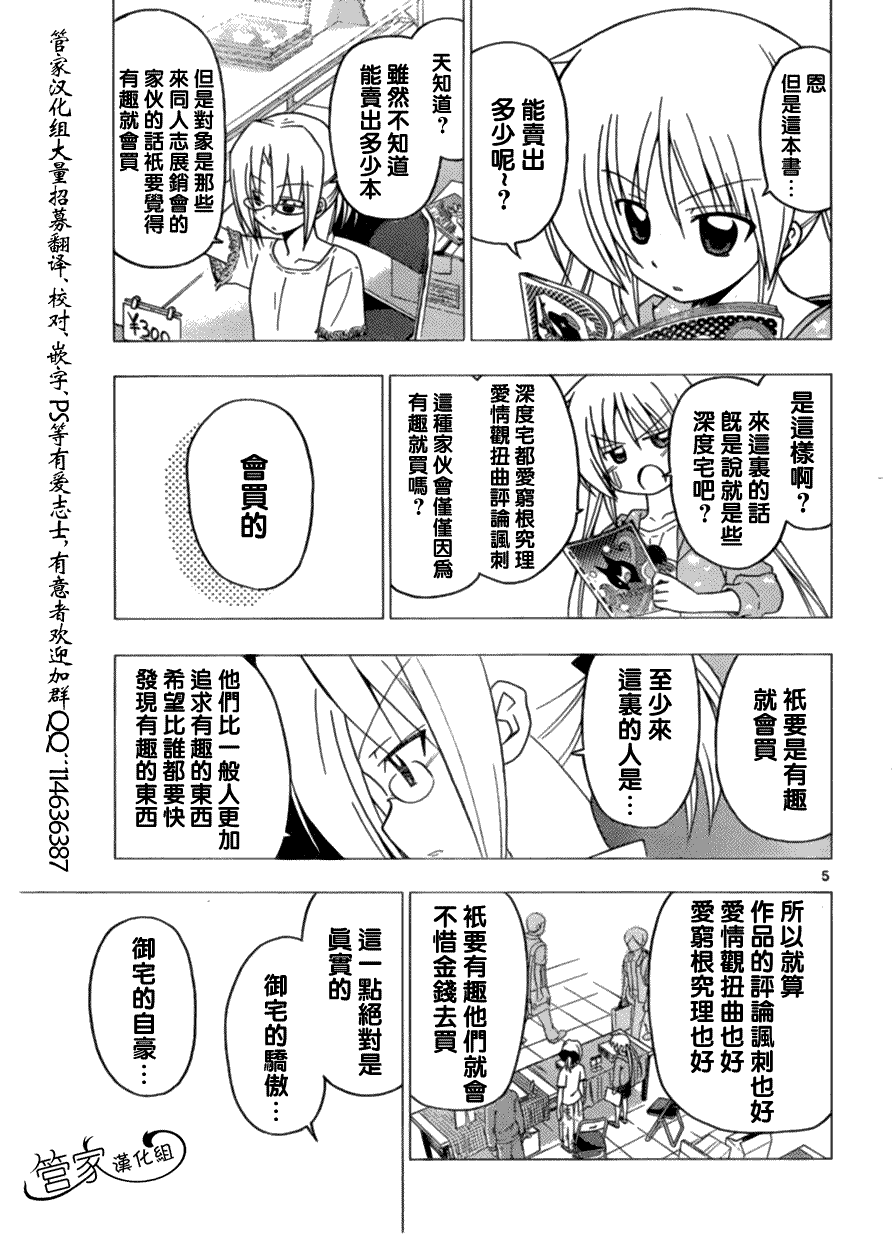 恩
但是這本書…
能賣出
多少呢～？
天知道？
雖然不知道
能賣出多少本
但是對象是那些
來同人志展銷會的
家伙的話衹要覺得
有趣就會買
¥300
是這樣啊？
來這裏的話
既是說就是些
深度宅吧？
深度宅都愛窮根究理
愛情觀扭曲評論諷刺
這種家伙會僅僅因爲
有趣就買嗎？
會買的
衹要是有趣
就會買
至少來
這裏的人是…
他們比一般人更加
追求有趣的東西
希望比誰都要快
發現有趣的東西
5
所以就算
作品的評論諷刺也好
愛情觀扭曲也好
愛窮根究理也好
衹要有趣他們就會
不惜金錢去買
這一點絕對是
眞實的
御宅的驕傲…
御宅的自豪…
管家汉化组大量招募翻译、校对、嵌字、PS等有爱志士，有意者欢迎加群QQ：114636387
管家漢化組